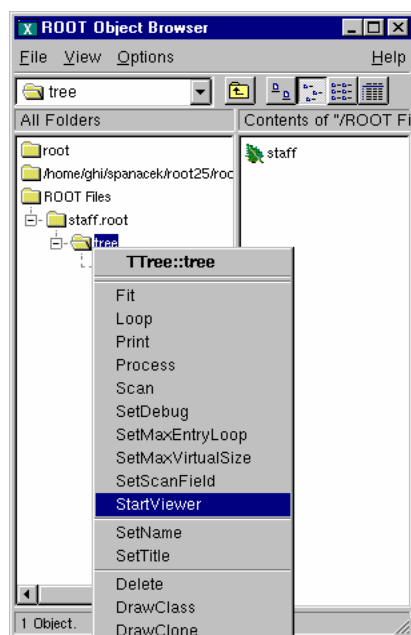 ROOT Object Browser
File View Options Help
tree
All Folders
Contents of "/ROOT Fi
root
/home/ghi/spanacek/root25/roo
ROOT Files
staff.root
tree
staff
TTree::tree
Fit
Loop
Print
Process
Scan
SetDebug
SetMaxEntryLoop
SetMaxVirtualSize
SetScanField
StartViewer
SetName
SetTitle
Delete
DrawClass
DrawClone
1 Object.